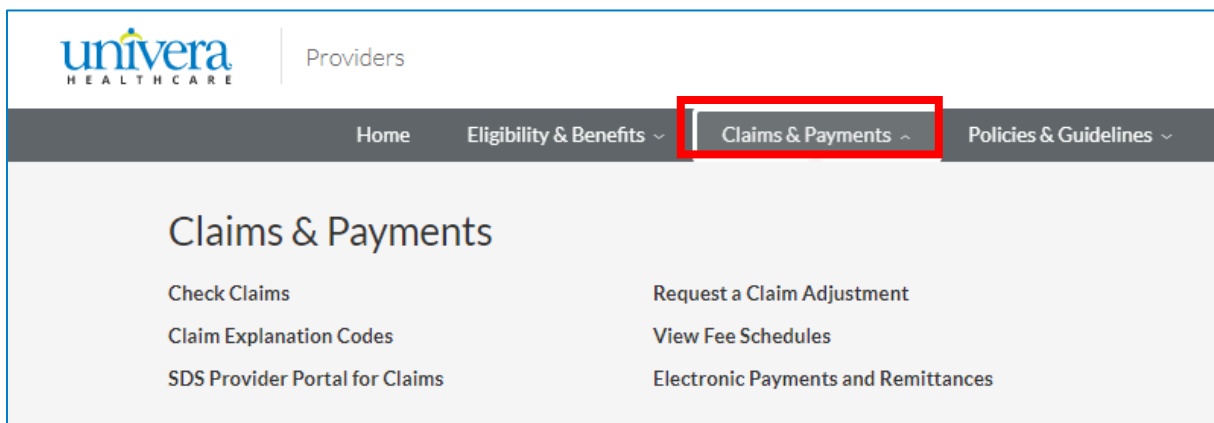 univera
HEALTHCARE
Providers
Home Eligibility & Benefits Claims & Payments Policies & Guidelines
Claims & Payments
Check Claims
Request a Claim Adjustment
Claim Explanation Codes
View Fee Schedules
SDS Provider Portal for Claims
Electronic Payments and Remittances